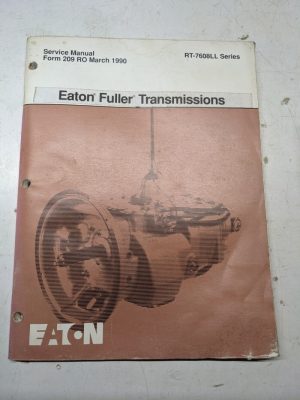 Service Manual
Form 209 RO March 1990
RT-7608LL Series
Eaton® Fuller® Transmissions
EATON